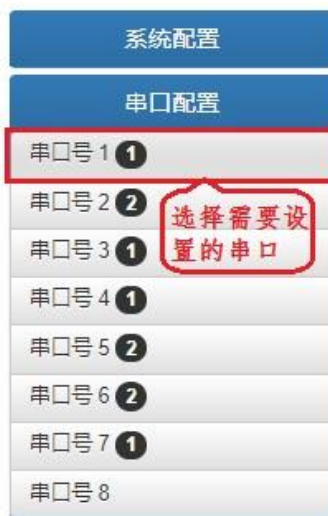 系统配置
串口配置
串口号 1 1
串口号 2 2
选择需要设
置的串口
串口号 3 1
串口号 4 1
串口号 5 2
串口号 6 2
串口号 7 1
串口号 8